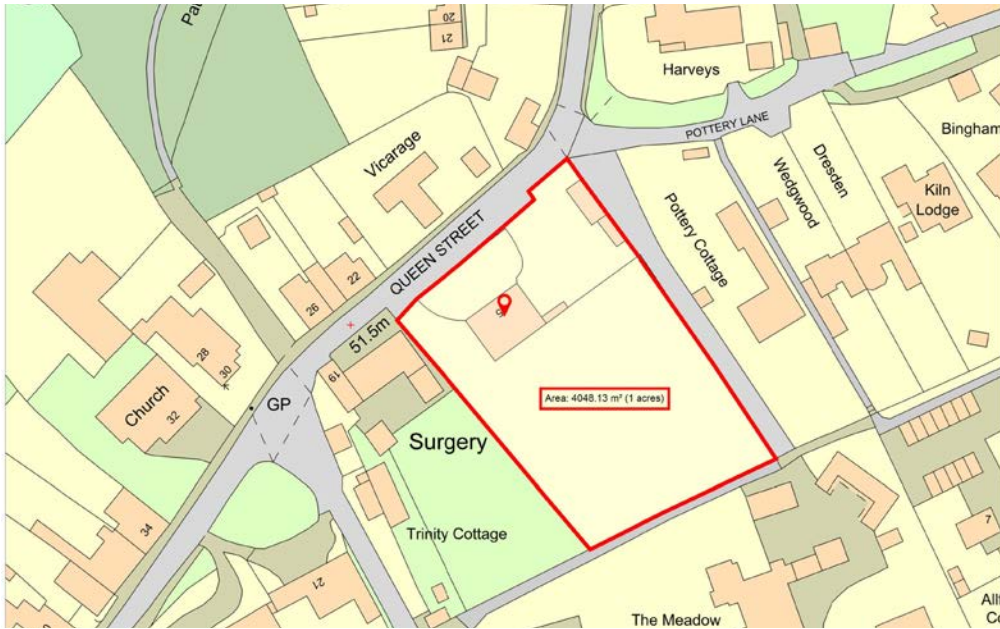 20
21
Harveys
POTTERY LANE
Bingham
Dresden
Wedgwood
Kiln
Lodge
Vicarage
Pottery Cottage
QUEEN STREET
22
26
51.5m
19
28
30
Church
32
GP
Area: 4048.13 m² (1 acres)
Surgery
34
Trinity Cottage
21
7
The Meadow